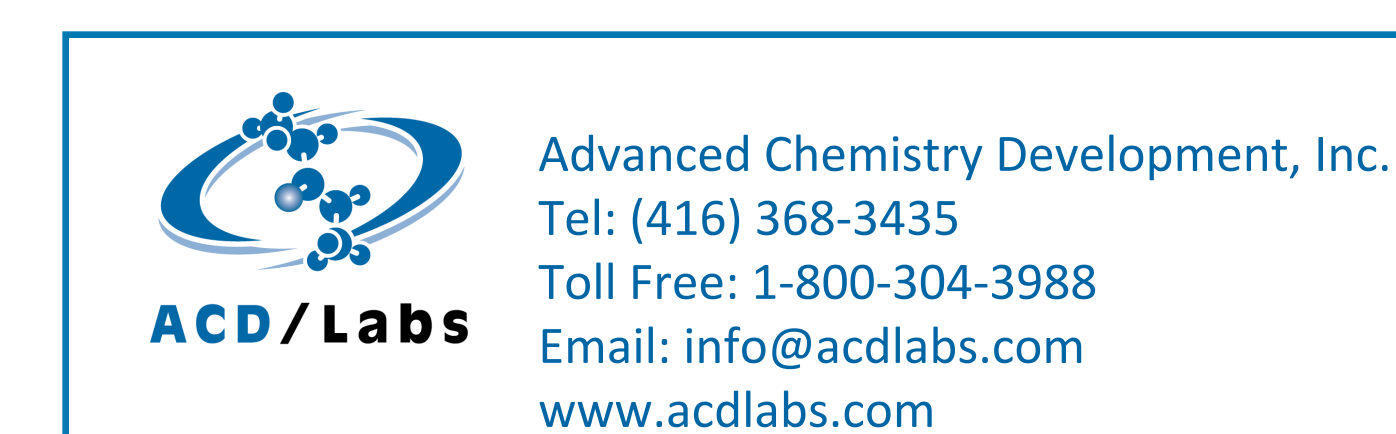 ACD/Labs
Advanced Chemistry Development, Inc.
Tel: (416) 368-3435
Toll Free: 1-800-304-3988
Email: info@acdlabs.com
www.acdlabs.com